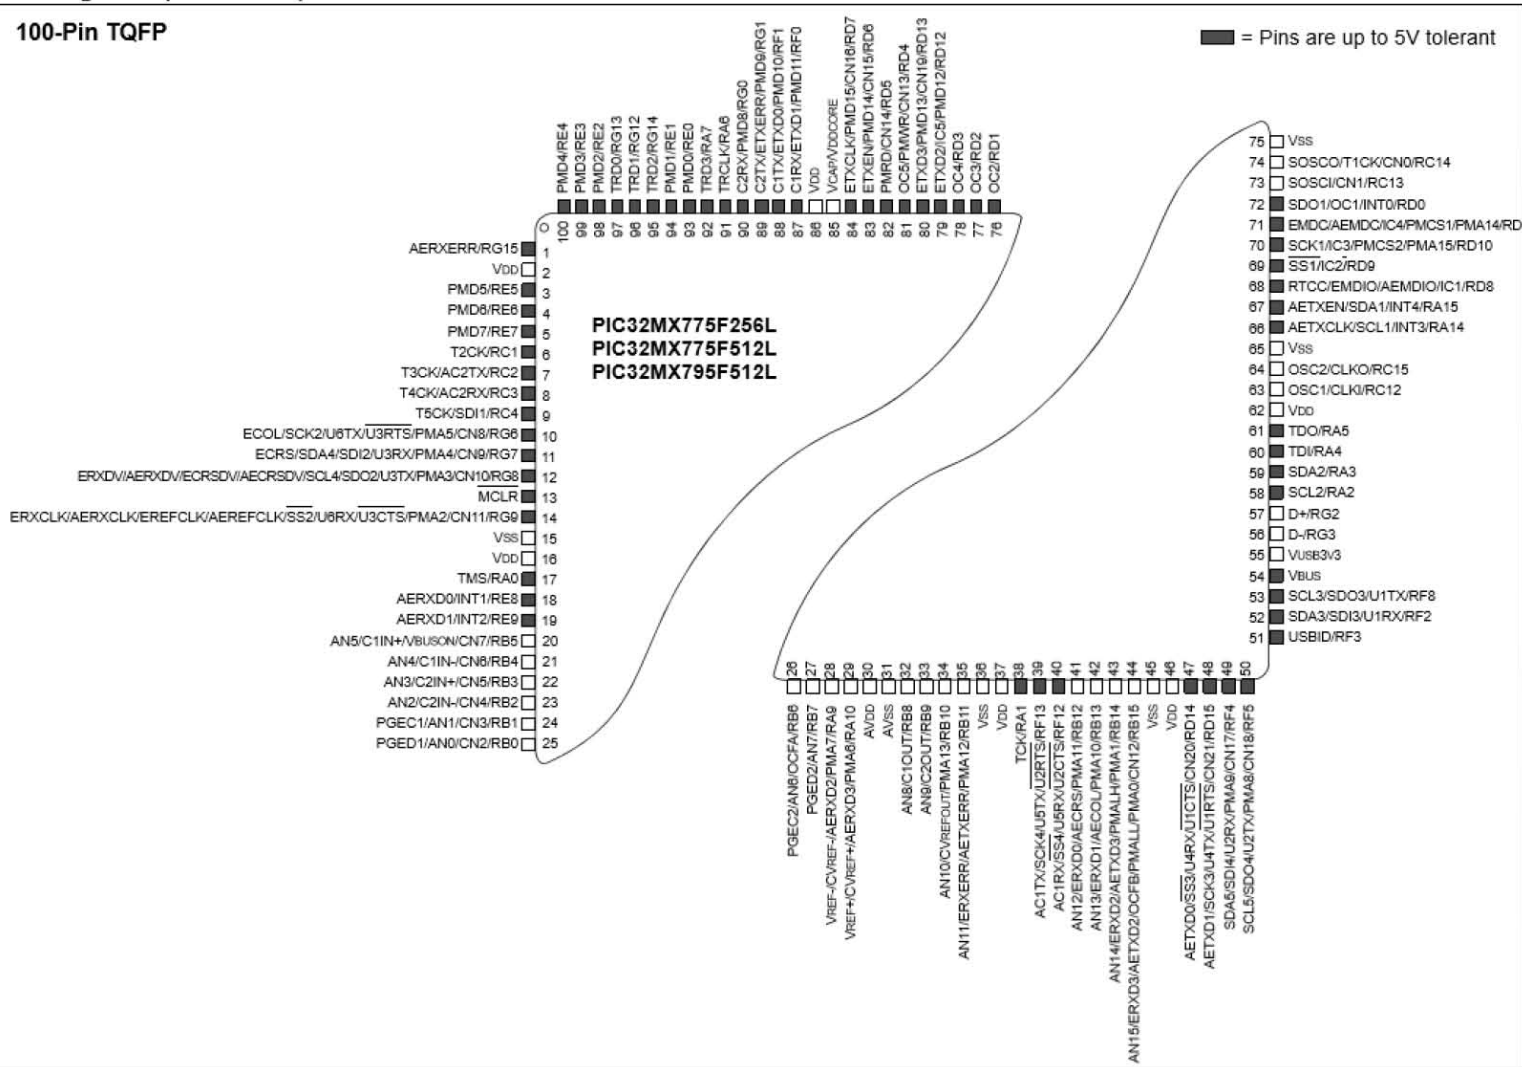 100-Pin TQFP
= Pins are up to 5V tolerant
PIC32MX775F256L
PIC32MX775F512L
PIC32MX795F512L
AERXERR/RG15 1
VDD 2
PMD5/RE5 3
PMD6/RE6 4
PMD7/RE7 5
T2CK/RC1 6
T3CK/AC2TX/RC2 7
T4CK/AC2RX/RC3 8
T5CK/SDI1/RC4 9
ECOL/SCK2/U6TX/U3RTS/PMA5/CN8/RG6 10
ECRS/SDA4/SDI2/U3RX/PMA4/CN9/RG7 11
ERXDV/AERXDV/ECRSDV/AECRSDV/SCL4/SDO2/U3TX/PMA3/CN10/RG8 12
MCLR 13
ERXCLK/AERXCLK/EREFCLK/AEREFCLK/SS2/U6RX/U3CTS/PMA2/CN11/RG9 14
VSS 15
VDD 16
TMS/RA0 17
AERXD0/INT1/RE8 18
AERXD1/INT2/RE9 19
AN5/C1IN+/VBUSON/CN7/RB5 20
AN4/C1IN-/CN6/RB4 21
AN3/C2IN+/CN5/RB3 22
AN2/C2IN-/CN4/RB2 23
PGEC1/AN1/CN3/RB1 24
PGED1/AN0/CN2/RB0 25
26 PGEC2/AN6/OCFA/RB6
27 PGED2/AN7/RB7
28 VREF-/CVREF-/AERXD2/PMA7/RA9
29 VREF+/CVREF+/AERXD3/PMA6/RA10
30 AVDD
31 AVSS
32 AN8/C1OUT/RB8
33 AN9/C2OUT/RB9
34 AN10/CVREFOUT/PMA13/RB10
35 AN11/ERXERR/AETXERR/PMA12/RB11
36 VSS
37 VDD
38 TCK/RA1
39 AC1TX/SCK4/U5TX/U2RTS/RF13
40 AC1RX/SS4/U5RX/U2CTS/RF12
41 AN12/ERXD0/AECRS/PMA11/RB12
42 AN13/ERXD1/AECOL/PMA10/RB13
43 AN14/ERXD2/AETXD3/PMALH/PMA1/RB14
44 AN15/ERXD3/AETXD2/OCFB/PMALL/PMA0/CN12/RB15
45 VSS
46 VDD
47 AETXD0/SS3/U4RX/U1CTS/CN20/RD14
48 AETXD1/SCK3/U4TX/U1RTS/CN21/RD15
49 SDA5/SDI4/U2RX/PMA9/CN17/RF4
50 SCL5/SDO4/U2TX/PMA8/CN18/RF5
75 VSS
74 SOSCO/T1CK/CN0/RC14
73 SOSCI/CN1/RC13
72 SDO1/OC1/INT0/RD0
71 EMDC/AEMDC/IC4/PMCS1/PMA14/RD
70 SCK1/IC3/PMCS2/PMA15/RD10
69 SS1/IC2/RD9
68 RTCC/EMDIO/AEMDIO/IC1/RD8
67 AETXEN/SDA1/INT4/RA15
66 AETXCLK/SCL1/INT3/RA14
65 VSS
64 OSC2/CLKO/RC15
63 OSC1/CLKI/RC12
62 VDD
61 TDO/RA5
60 TDI/RA4
59 SDA2/RA3
58 SCL2/RA2
57 D+/RG2
56 D-/RG3
55 VUSB3V3
54 VBUS
53 SCL3/SDO3/U1TX/RF8
52 SDA3/SDI3/U1RX/RF2
51 USBID/RF3
100 PMD4/RE4
99 PMD3/RE3
98 PMD2/RE2
97 TRD0/RG13
96 TRD1/RG12
95 TRD2/RG14
94 PMD1/RE1
93 PMD0/RE0
92 TRD3/RA7
91 TRCLK/RA6
90 C2RX/PMD8/RG0
89 C2TX/ETXERR/PMD9/RG1
88 C1TX/ETXD0/PMD10/RF1
87 C1RX/ETXD1/PMD11/RF0
86 VDD
85 VCAP/VDDCORE
84 ETXCLK/PMD15/CN16/RD7
83 ETXEN/PMD14/CN15/RD6
82 PMRD/CN14/RD5
81 OC5/PMWR/CN13/RD4
80 ETXD3/PMD13/CN19/RD13
79 ETXD2/IC5/PMD12/RD12
78 OC4/RD3
77 OC3/RD2
76 OC2/RD1